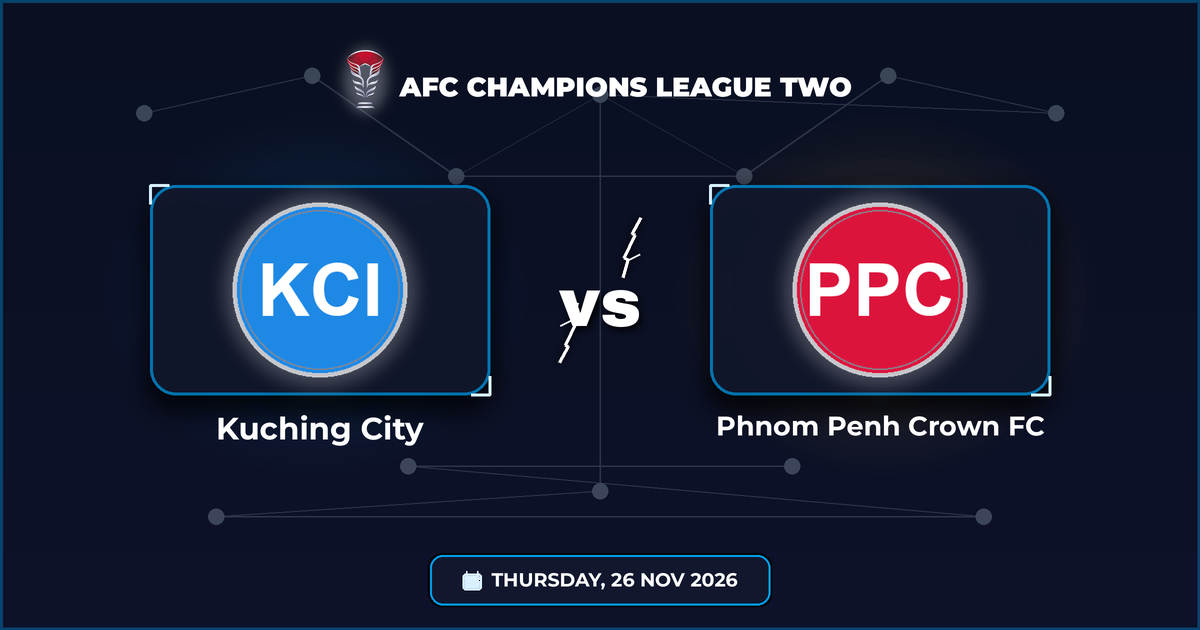 AFC CHAMPIONS LEAGUE TWO
KCI
VS
PPC
Kuching City
Phnom Penh Crown FC
THURSDAY, 26 NOV 2026